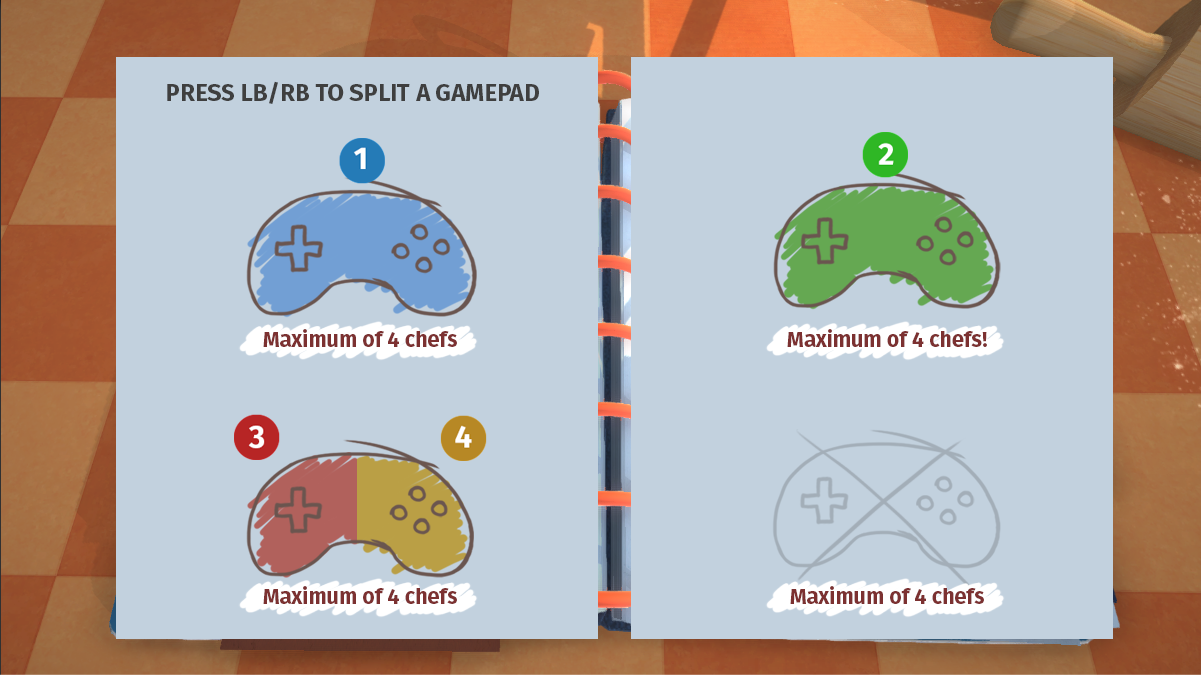 PRESS LB/RB TO SPLIT A GAMEPAD
1
Maximum of 4 chefs
3
4
Maximum of 4 chefs
2
Maximum of 4 chefs!
Maximum of 4 chefs